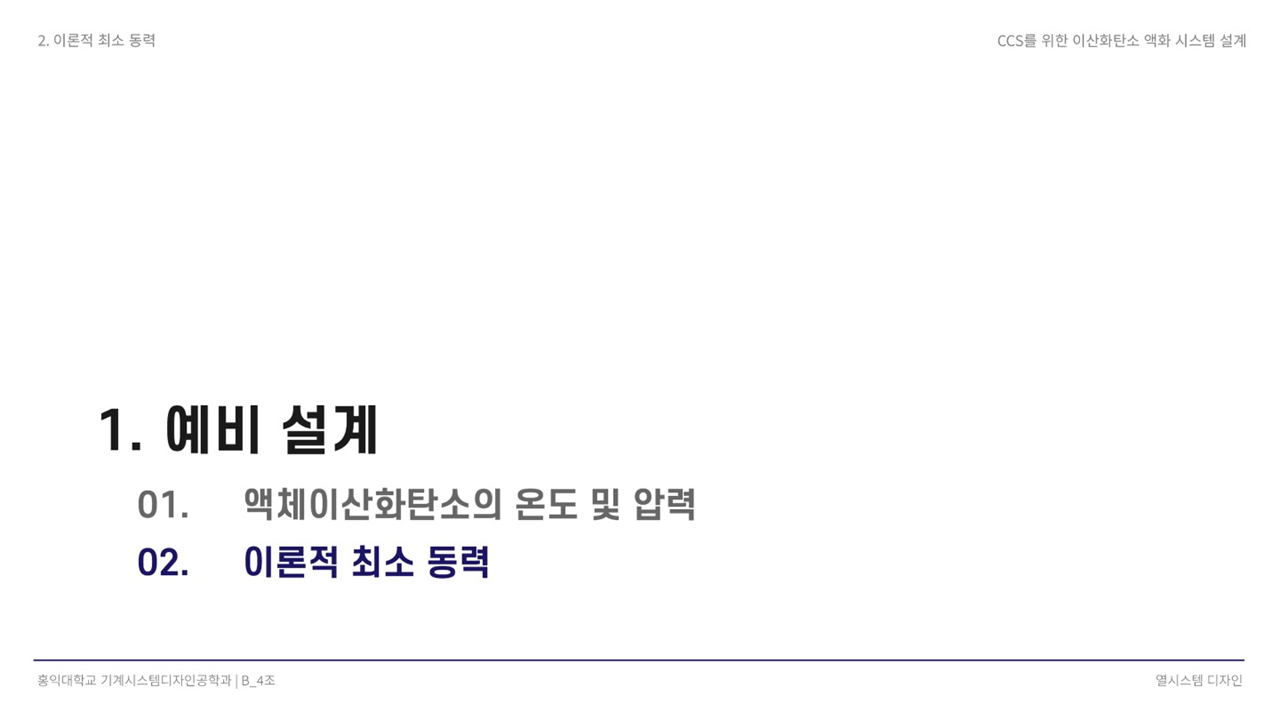 2. 이론적 최소 동력
CCS를 위한 이산화탄소 액화 시스템 설계
1. 예비 설계
01. 액체이산화탄소의 온도 및 압력
02. 이론적 최소 동력
홍익대학교 기계시스템디자인공학과 | B_4조
열시스템 디자인